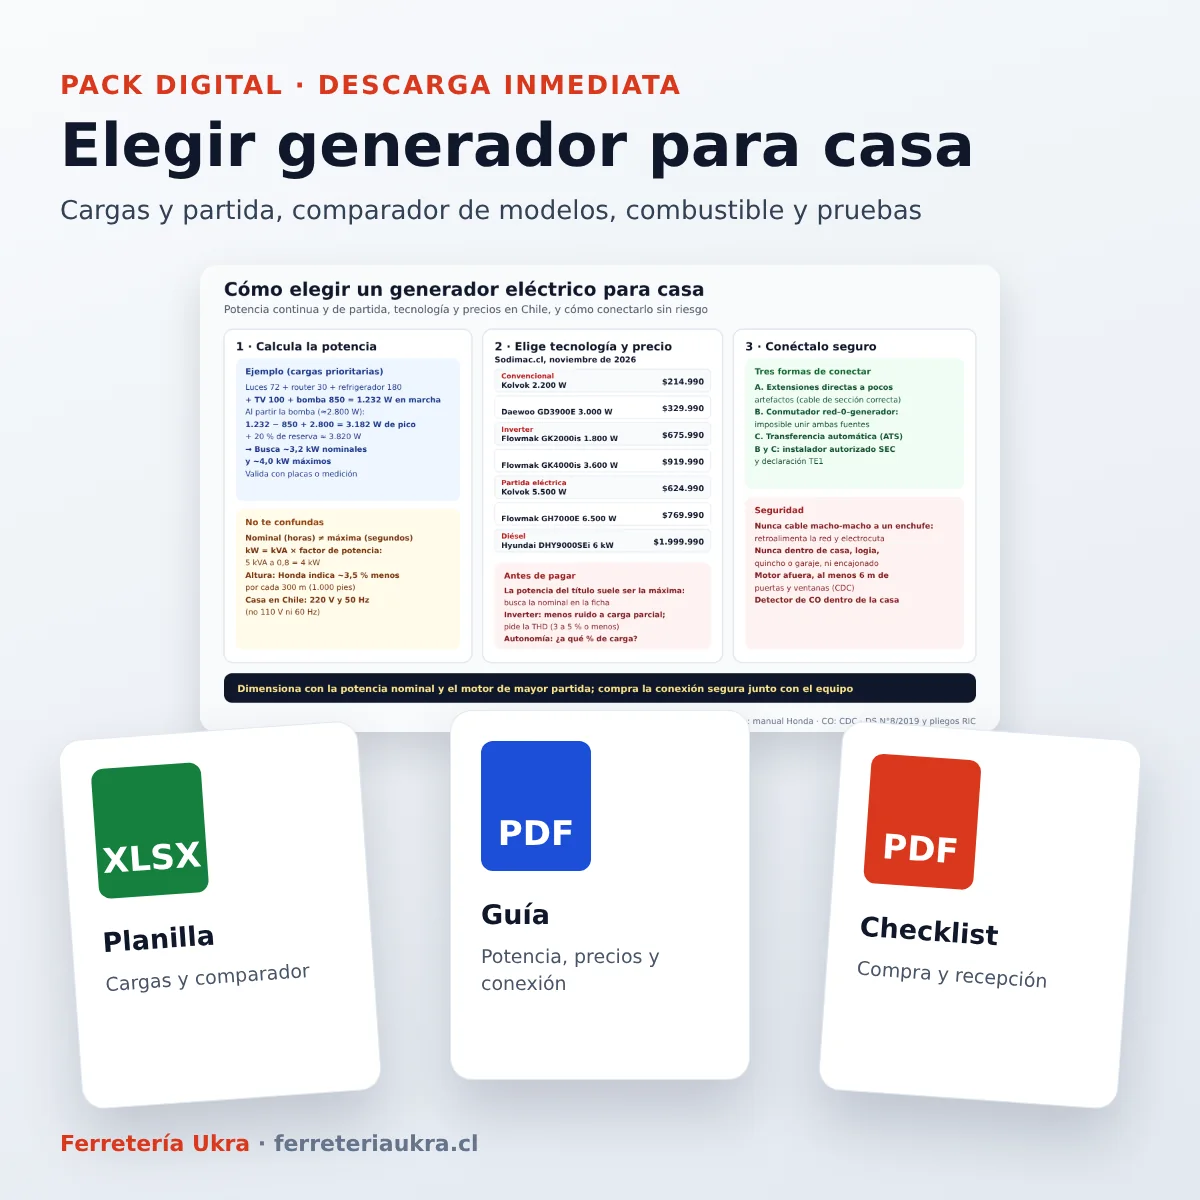 PACK DIGITAL · DESCARGA INMEDIATA
Elegir generador para casa
Cargas y partida, comparador de modelos, combustible y pruebas
Cómo elegir un generador eléctrico para casa
Potencia continua y de partida, tecnología y precios en Chile, y cómo conectarlo sin riesgo
1 · Calcula la potencia
Ejemplo (cargas prioritarias)
Luces 72 + router 30 + refrigerador 180
+ TV 100 + bomba 850 = 1.232 W en marcha
Al partir la bomba (≈2.800 W):
1.232 − 850 + 2.800 = 3.182 W de pico
+ 20 % de reserva ≈ 3.820 W
→ Busca ~3,2 kW nominales
y ~4,0 kW máximos
Valida con placas o medición
No te confundas
Nominal (horas) ≠ máxima (segundos)
kW = kVA × factor de potencia:
5 kVA a 0,8 = 4 kW
Altura: Honda indica ~3,5 % menos
por cada 300 m (1.000 pies)
Casa en Chile: 220 V y 50 Hz
(no 110 V ni 60 Hz)
2 · Elige tecnología y precio
Sodimac.cl, noviembre de 2026
Convencional
Kolvok 2.200 W $214.990
Daewoo GD3900E 3.000 W $329.990
Inverter
Flowmak GK2000is 1.800 W $675.990
Flowmak GK4000is 3.600 W $919.990
Partida eléctrica
Kolvok 5.500 W $624.990
Flowmak GH7000E 6.500 W $769.990
Diésel
Hyundai DHY9000SEi 6 kW $1.999.990
Antes de pagar
La potencia del título suele ser la máxima:
busca la nominal en la ficha
Inverter: menos ruido a carga parcial;
pide la THD (3 a 5 % o menos)
Autonomía: ¿a qué % de carga?
3 · Conéctalo seguro
Tres formas de conectar
A. Extensiones directas a pocos
artefactos (cable de sección correcta)
B. Conmutador red–0–generador:
imposible unir ambas fuentes
C. Transferencia automática (ATS)
B y C: instalador autorizado SEC
y declaración TE1
Seguridad
Nunca cable macho-macho a un enchufe:
retroalimenta la red y electrocuta
Nunca dentro de casa, logia,
quincho o garaje, ni encajonado
Motor afuera, al menos 6 m de
puertas y ventanas (CDC)
Detector de CO dentro de la casa
Dimensiona con la potencia nominal y el motor de mayor partida; compra la conexión segura junto con el equipo
: manual Honda · CO: CDC · DS N°8/2019 y pliegos RIC
XLSX
Planilla
Cargas y comparador
PDF
Guía
Potencia, precios y
conexión
PDF
Checklist
Compra y recepción
Ferretería Ukra · ferreteriaukra.cl